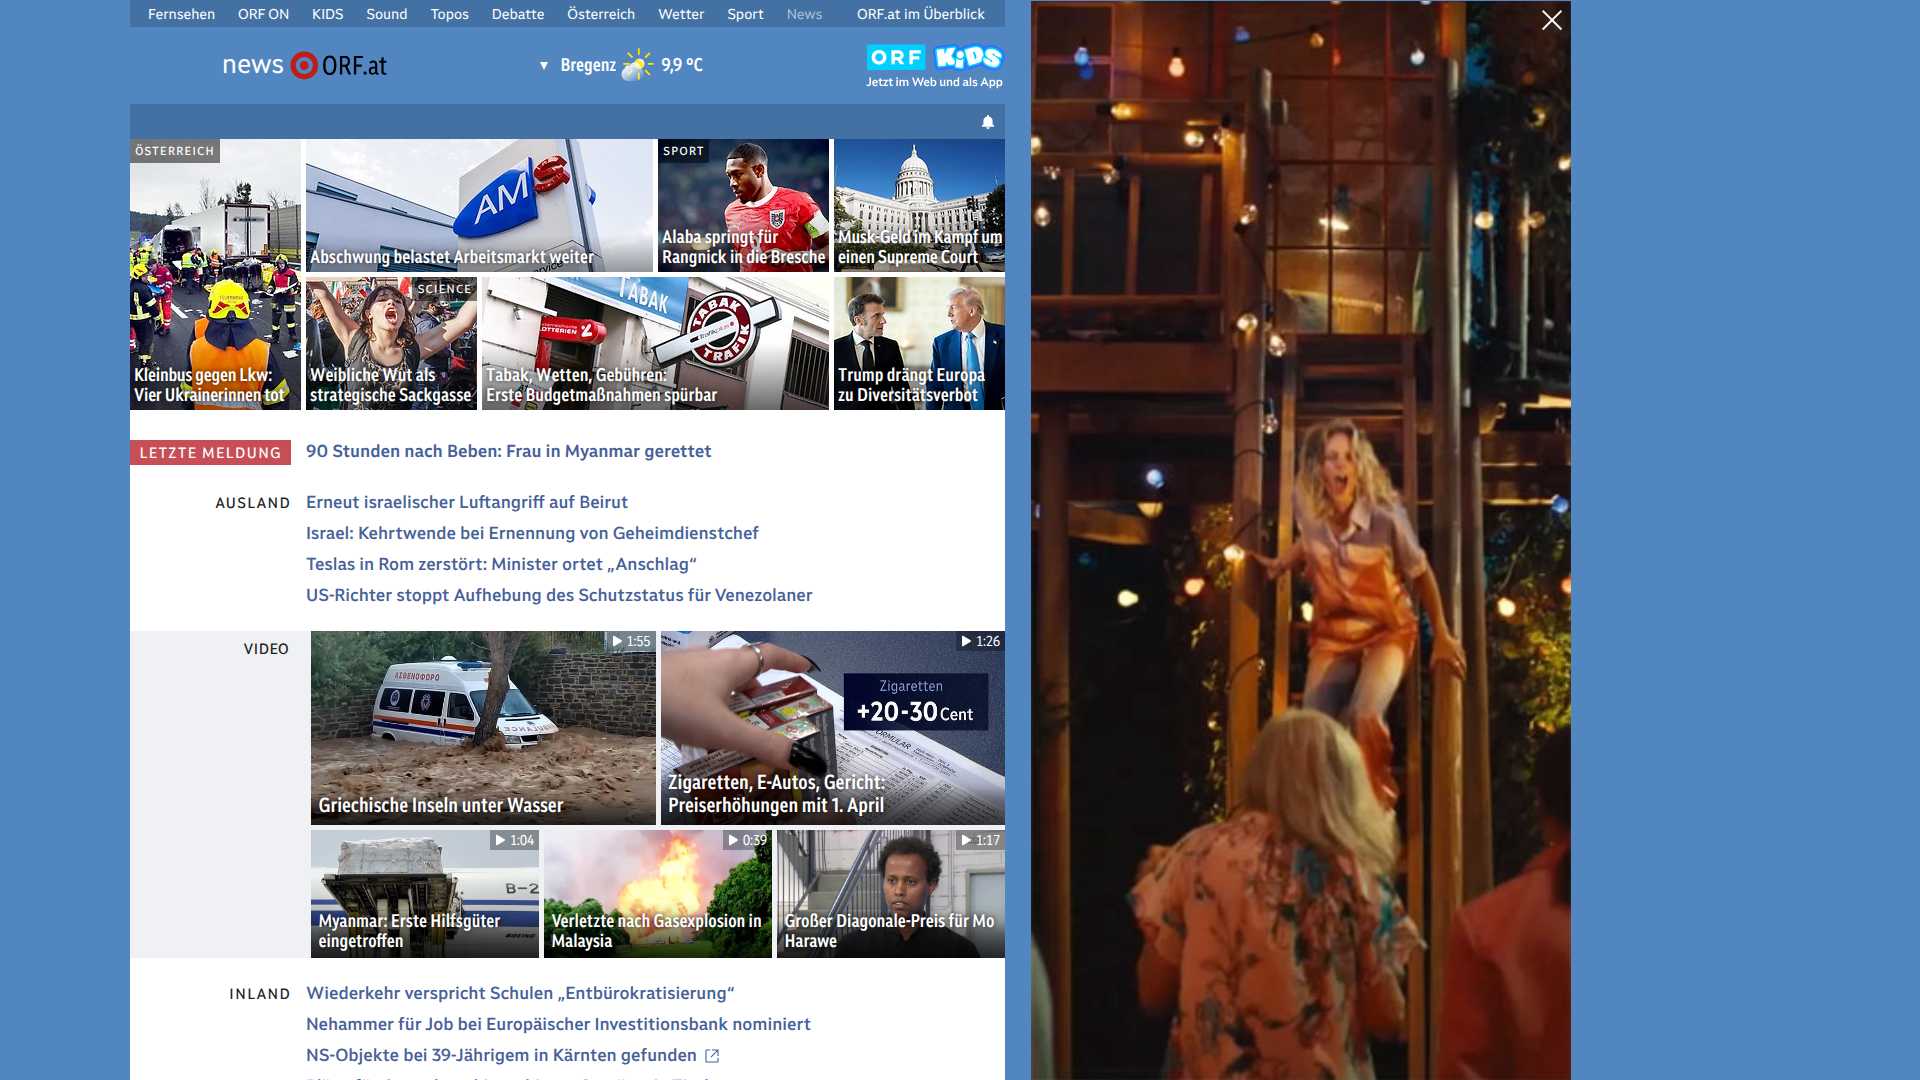 Fernsehen ORF ON KIDS Sound Topos Debatte Österreich Wetter Sport News ORF.at im Überblick
news ORF.at
Bregenz 9,9 °C
ORF KiDS
Jetzt im Web und als App
ÖSTERREICH
Kleinbus gegen Lkw:
Vier Ukrainerinnen tot
AMS
Abschwung belastet Arbeitsmarkt weiter
SPORT
Alaba springt für
Rangnick in die Bresche
Musk-Geld im Kampf um
einen Supreme Court
SCIENCE
Weibliche Wut als
strategische Sackgasse
TABAK
LOTTERIEN
TABAK
TRAFIK
Tabak, Wetten, Gebühren:
Erste Budgetmaßnahmen spürbar
Trump drängt Europa
zu Diversitätsverbot
LETZTE MELDUNG
90 Stunden nach Beben: Frau in Myanmar gerettet
AUSLAND
Erneut israelischer Luftangriff auf Beirut
Israel: Kehrtwende bei Ernennung von Geheimdienstchef
Teslas in Rom zerstört: Minister ortet „Anschlag“
US-Richter stoppt Aufhebung des Schutzstatus für Venezolaner
VIDEO
1:55
ΑΣΘΕΝΟΦΟΡΟ
AMBULANCE
Griechische Inseln unter Wasser
1:26
Zigaretten
+20-30 Cent
FORMULAR
Zigaretten, E-Autos, Gericht:
Preiserhöhungen mit 1. April
1:04
B-2
BOEING
Myanmar: Erste Hilfsgüter
eingetroffen
0:39
Verletzte nach Gasexplosion in
Malaysia
1:17
Großer Diagonale-Preis für Mo
Harawe
INLAND
Wiederkehr verspricht Schulen „Entbürokratisierung“
Nehammer für Job bei Europäischer Investitionsbank nominiert
NS-Objekte bei 39-Jährigem in Kärnten gefunden